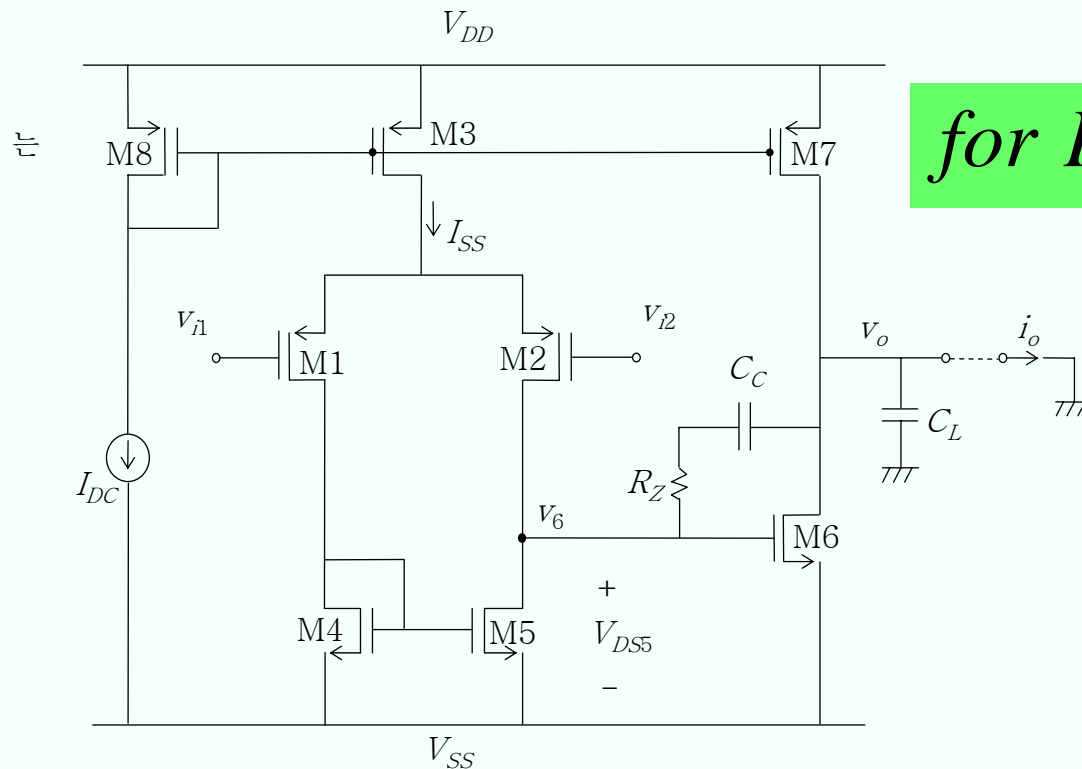 V_DD
for
M8
M3
M7
I_SS
v_i1
v_i2
M1
M2
v_o
i_o
C_C
C_L
I_DC
R_Z
v_6
M6
+
M4
M5
V_DS5
−
V_SS